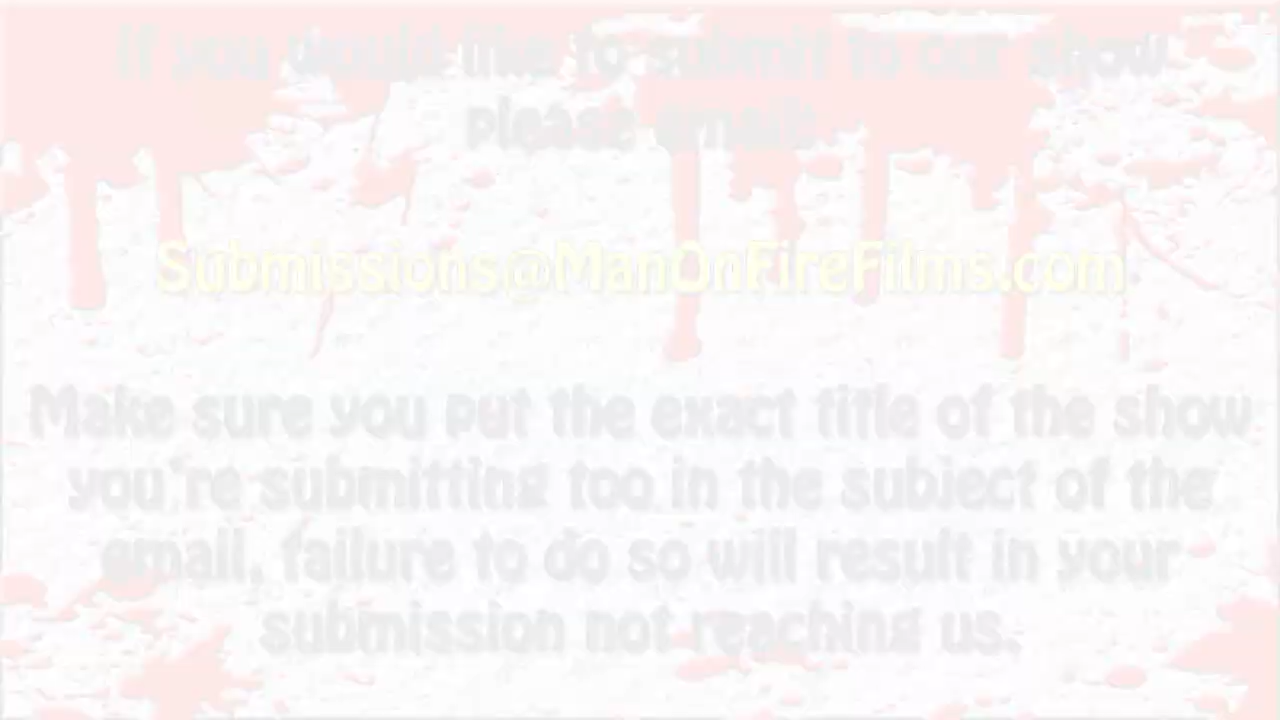 If you would like to submit to our show
please email:
Submissions@ManOnFireFilms.com
Make sure you put the exact title of the show
you're submitting too in the subject of the
email, failure to do so will result in your
submission not reaching us.